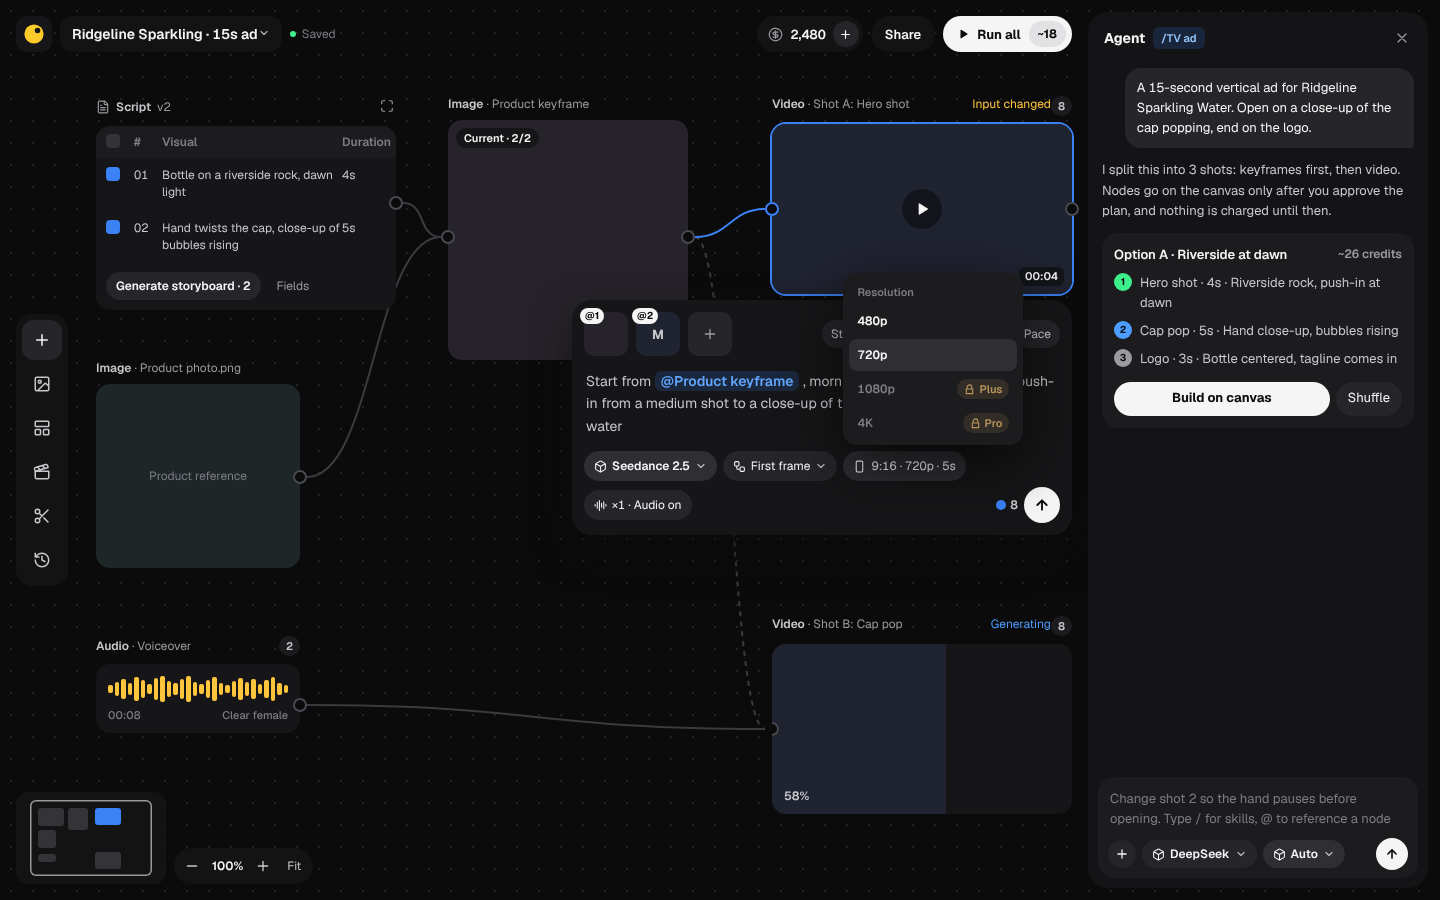 Ridgeline Sparkling · 15s ad
Saved
2,480
Share
Run all
~18
Script v2
# Visual Duration
01 Bottle on a riverside rock, dawn 4s
light
02 Hand twists the cap, close-up of 5s
bubbles rising
Generate storyboard · 2
Fields
Image · Product keyframe
Current · 2/2
Video · Shot A: Hero shot
Input changed
8
00:04
Image · Product photo.png
Product reference
@1
@2
M
St
Pace
Start from @Product keyframe , morn
push-
in from a medium shot to a close-up of t
water
Resolution
480p
720p
1080p
Plus
4K
Pro
Seedance 2.5
First frame
9:16 · 720p · 5s
×1 · Audio on
8
Audio · Voiceover
2
00:08
Clear female
Video · Shot B: Cap pop
Generating
8
58%
100%
Fit
Agent
/TV ad
A 15-second vertical ad for Ridgeline
Sparkling Water. Open on a close-up of the
cap popping, end on the logo.
I split this into 3 shots: keyframes first, then video.
Nodes go on the canvas only after you approve the
plan, and nothing is charged until then.
Option A · Riverside at dawn
~26 credits
1 Hero shot · 4s · Riverside rock, push-in at
dawn
2 Cap pop · 5s · Hand close-up, bubbles rising
3 Logo · 3s · Bottle centered, tagline comes in
Build on canvas
Shuffle
Change shot 2 so the hand pauses before
opening. Type / for skills, @ to reference a node
DeepSeek
Auto